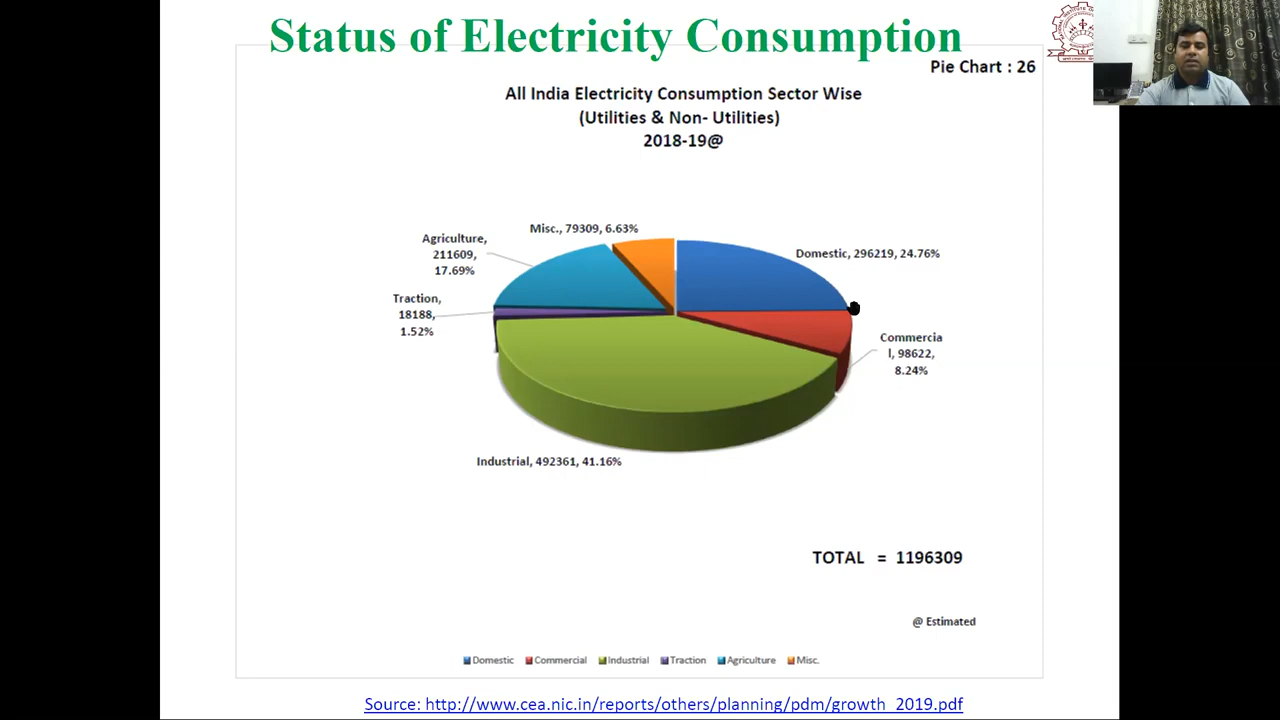 Status of Electricity Consumption
Pie Chart : 26
All India Electricity Consumption Sector Wise
(Utilities & Non- Utilities)
2018-19@
Misc., 79309, 6.63%
Agriculture,
211609,
17.69%
Domestic, 296219, 24.76%
Traction,
18188,
1.52%
Commercia
l, 98622,
8.24%
Industrial, 492361, 41.16%
TOTAL = 1196309
@ Estimated
Domestic Commercial Industrial Traction Agriculture Misc.
Source: http://www.cea.nic.in/reports/others/planning/pdm/growth_2019.pdf